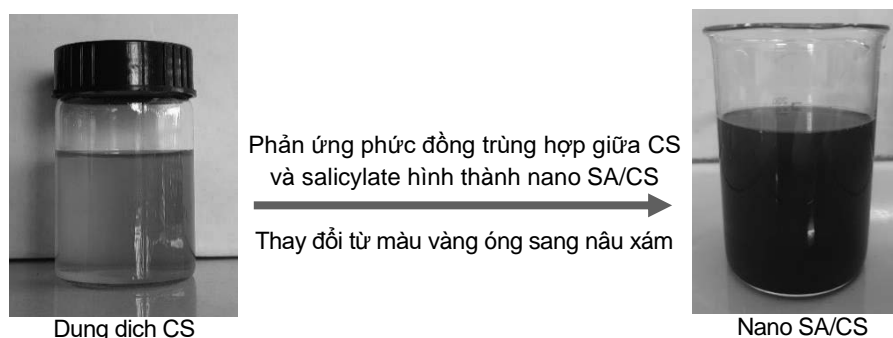 Phản ứng phức đồng trùng hợp giữa CS
và salicylate hình thành nano SA/CS
Thay đổi từ màu vàng óng sang nâu xám
Dung dịch CS
Nano SA/CS